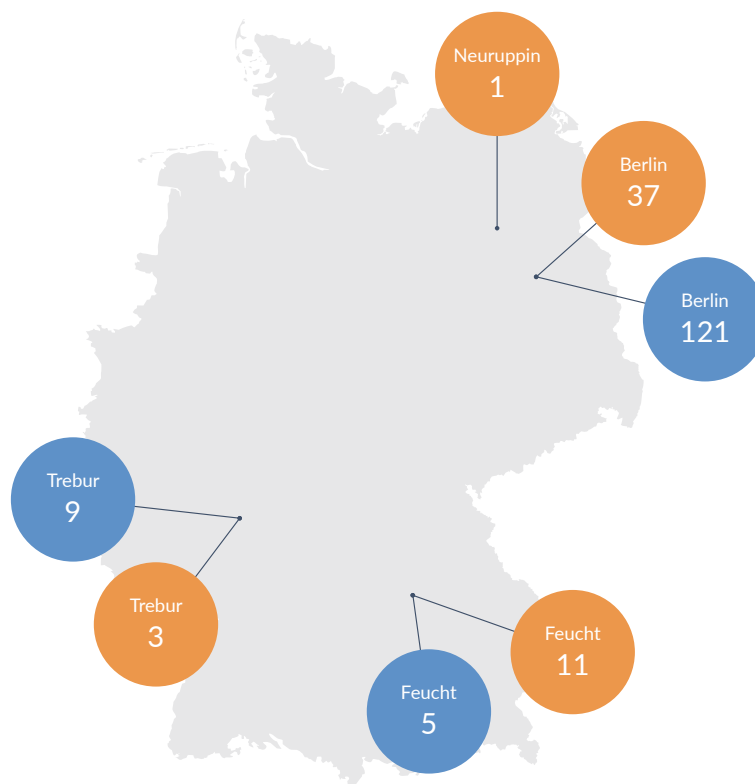 Neuruppin
1
Berlin
37
Berlin
121
Trebur
9
Trebur
3
Feucht
11
Feucht
5